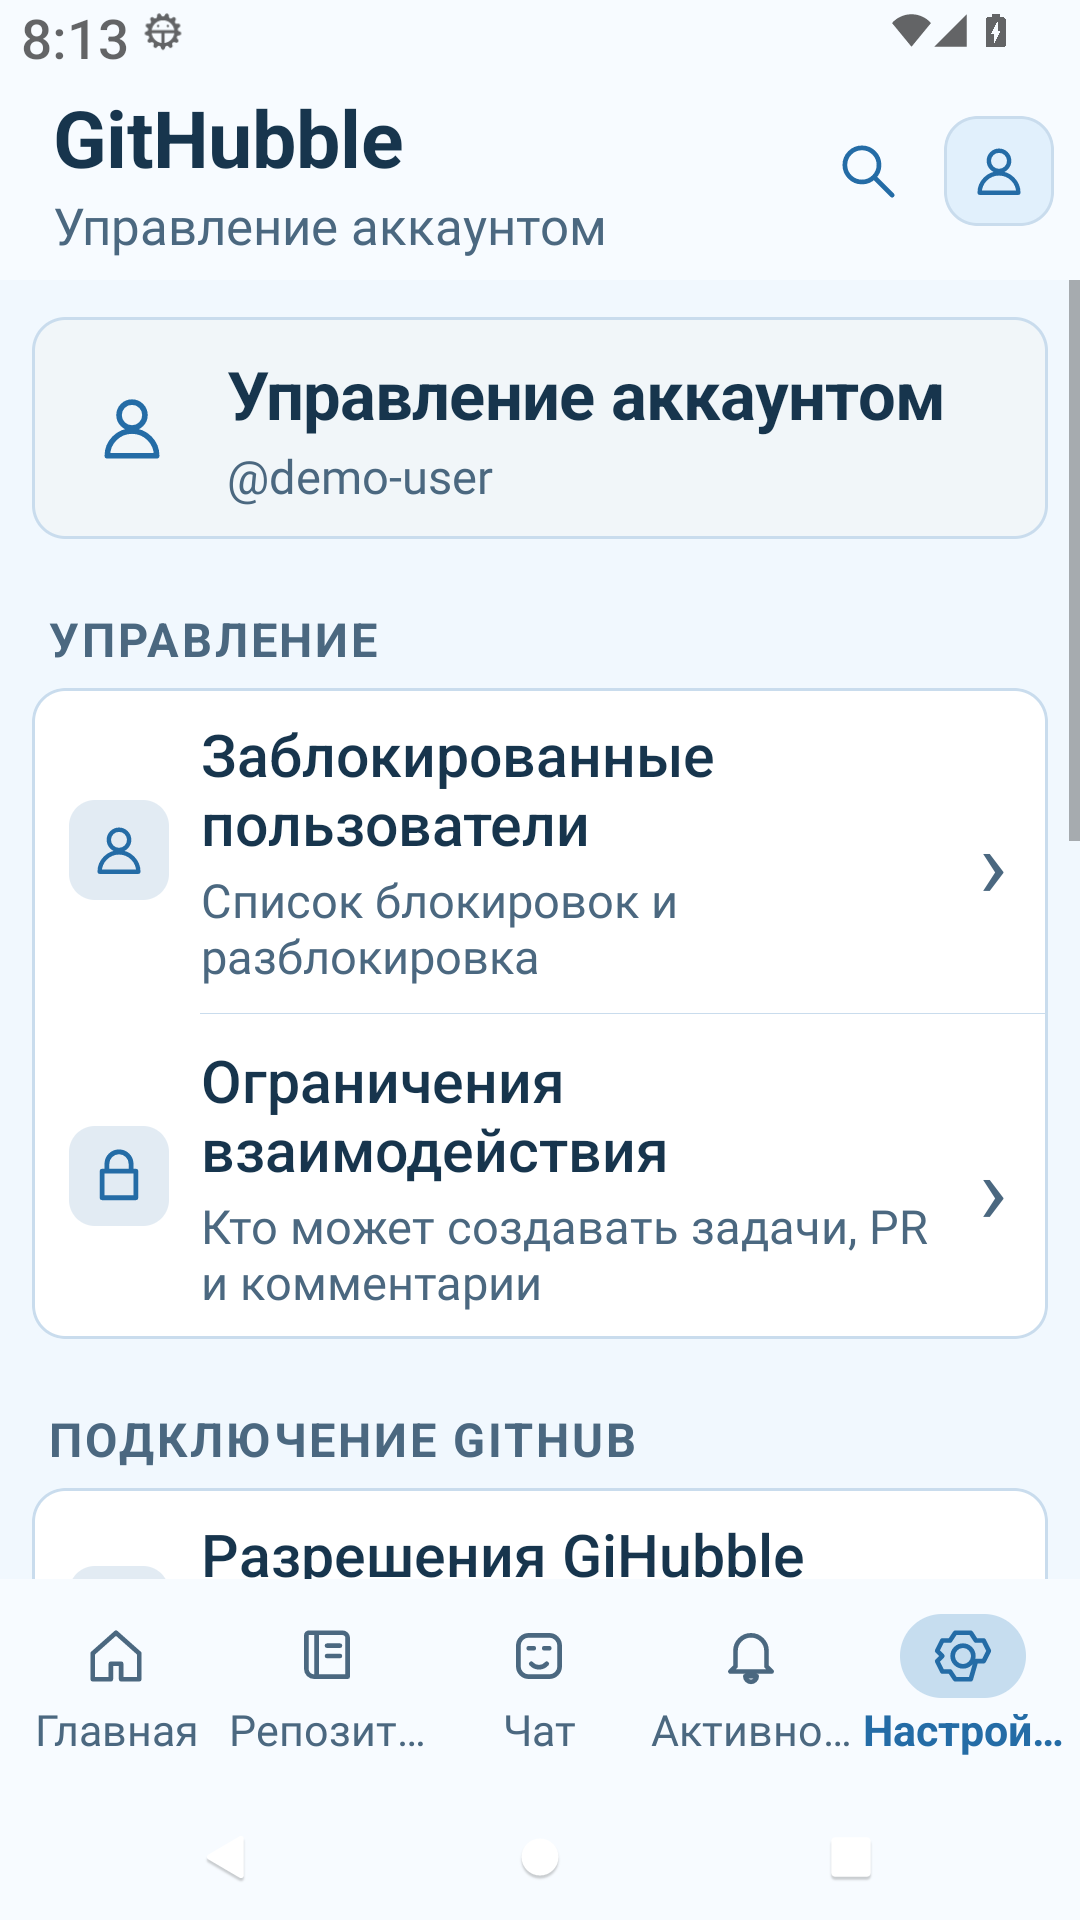 8:13
GitHubble
Управление аккаунтом
Управление аккаунтом
@demo-user
УПРАВЛЕНИЕ
Заблокированные
пользователи
Список блокировок и
разблокировка
Ограничения
взаимодействия
Кто может создавать задачи, PR
и комментарии
ПОДКЛЮЧЕНИЕ GITHUB
Разрешения GiHubble
Главная
Репозит...
Чат
Активно...
Настрой...